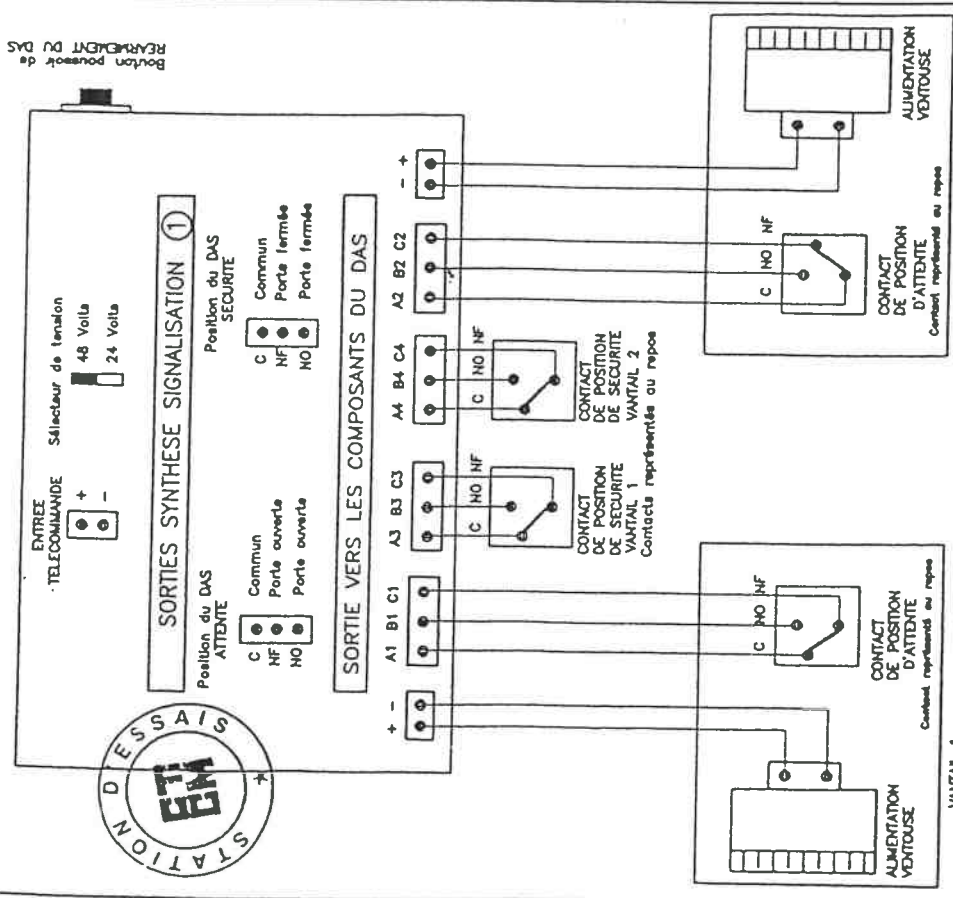 Bouton poussoir de
REARMEMENT DU DAS
ENTREE
TELECOMMANDE
+
-
Sélecteur de tension
48 Volts
24 Volts
SORTIES SYNTHESE SIGNALISATION 1
Position du DAS
ATTENTE
C Commun
NF Porte ouverte
NO Porte ouverte
Position du DAS
SECURITE
C Commun
NF Porte fermée
NO Porte fermée
SORTIE VERS LES COMPOSANTS DU DAS
+ -
A1 B1 C1
A3 B3 C3
A4 B4 C4
A2 B2 C2
- +
C NO NF
CONTACT
DE POSITION
DE SECURITE
VANTAIL 1
C NO NF
CONTACT
DE POSITION
DE SECURITE
VANTAIL 2
Contacts représentés au repos
ALIMENTATION
VENTOUSE
C NO NF
CONTACT
DE POSITION
D'ATTENTE
Contact représenté au repos
C NO NF
CONTACT
DE POSITION
D'ATTENTE
Contact représenté au repos
ALIMENTATION
VENTOUSE
STATION D'ESSAIS
CTI
CM